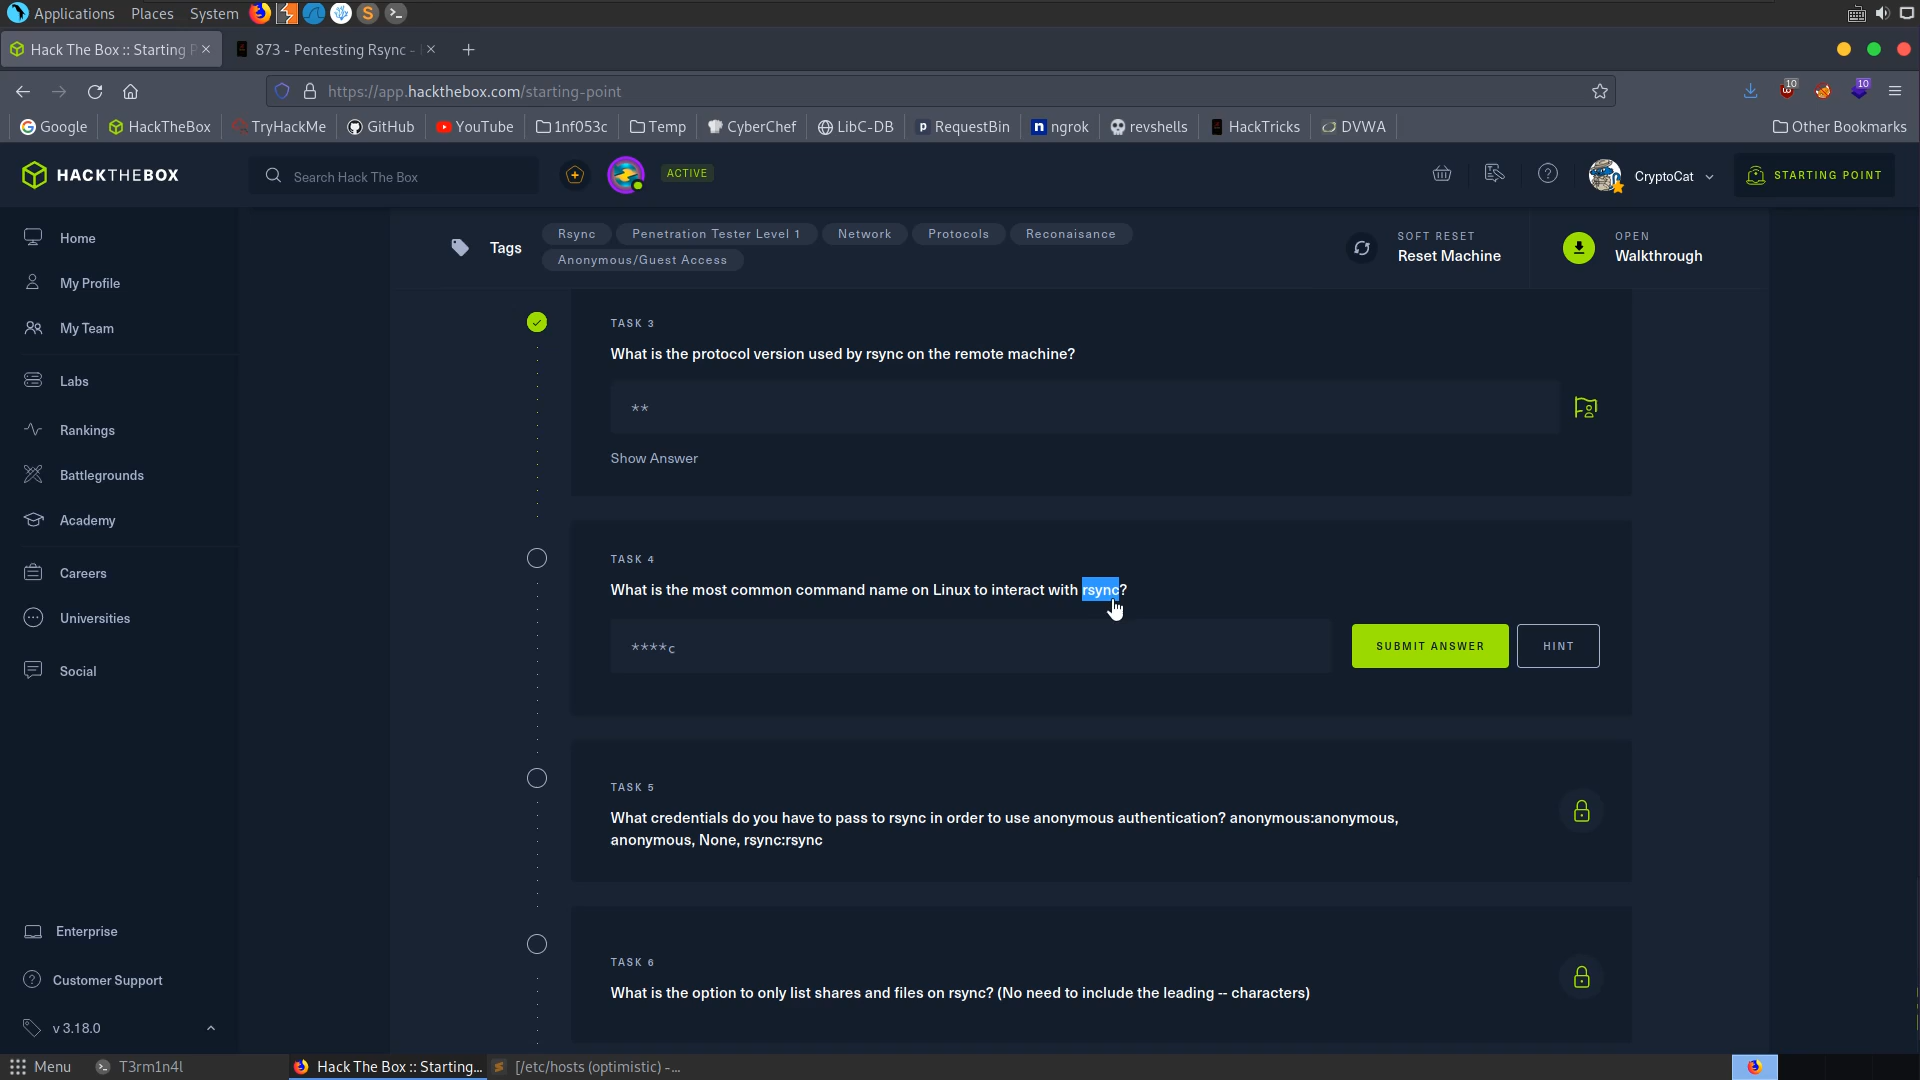 Applications Places System
Hack The Box :: Starting P
873 - Pentesting Rsync -
https://app.hackthebox.com/starting-point
10
10
Google HackTheBox TryHackMe GitHub YouTube 1nf053c Temp CyberChef LibC-DB RequestBin ngrok revshells HackTricks DVWA Other Bookmarks
HACKTHEBOX
Search Hack The Box
ACTIVE
CryptoCat
STARTING POINT
Home
My Profile
My Team
Labs
Rankings
Battlegrounds
Academy
Careers
Universities
Social
Enterprise
Customer Support
v 3.18.0
Tags
Rsync Penetration Tester Level 1 Network Protocols Reconaisance
Anonymous/Guest Access
SOFT RESET
Reset Machine
OPEN
Walkthrough
TASK 3
What is the protocol version used by rsync on the remote machine?
**
Show Answer
TASK 4
What is the most common command name on Linux to interact with rsync?
****c
SUBMIT ANSWER
HINT
TASK 5
What credentials do you have to pass to rsync in order to use anonymous authentication? anonymous:anonymous,
anonymous, None, rsync:rsync
TASK 6
What is the option to only list shares and files on rsync? (No need to include the leading -- characters)
Menu
T3rm1n4l
Hack The Box :: Starting...
[/etc/hosts (optimistic) -...